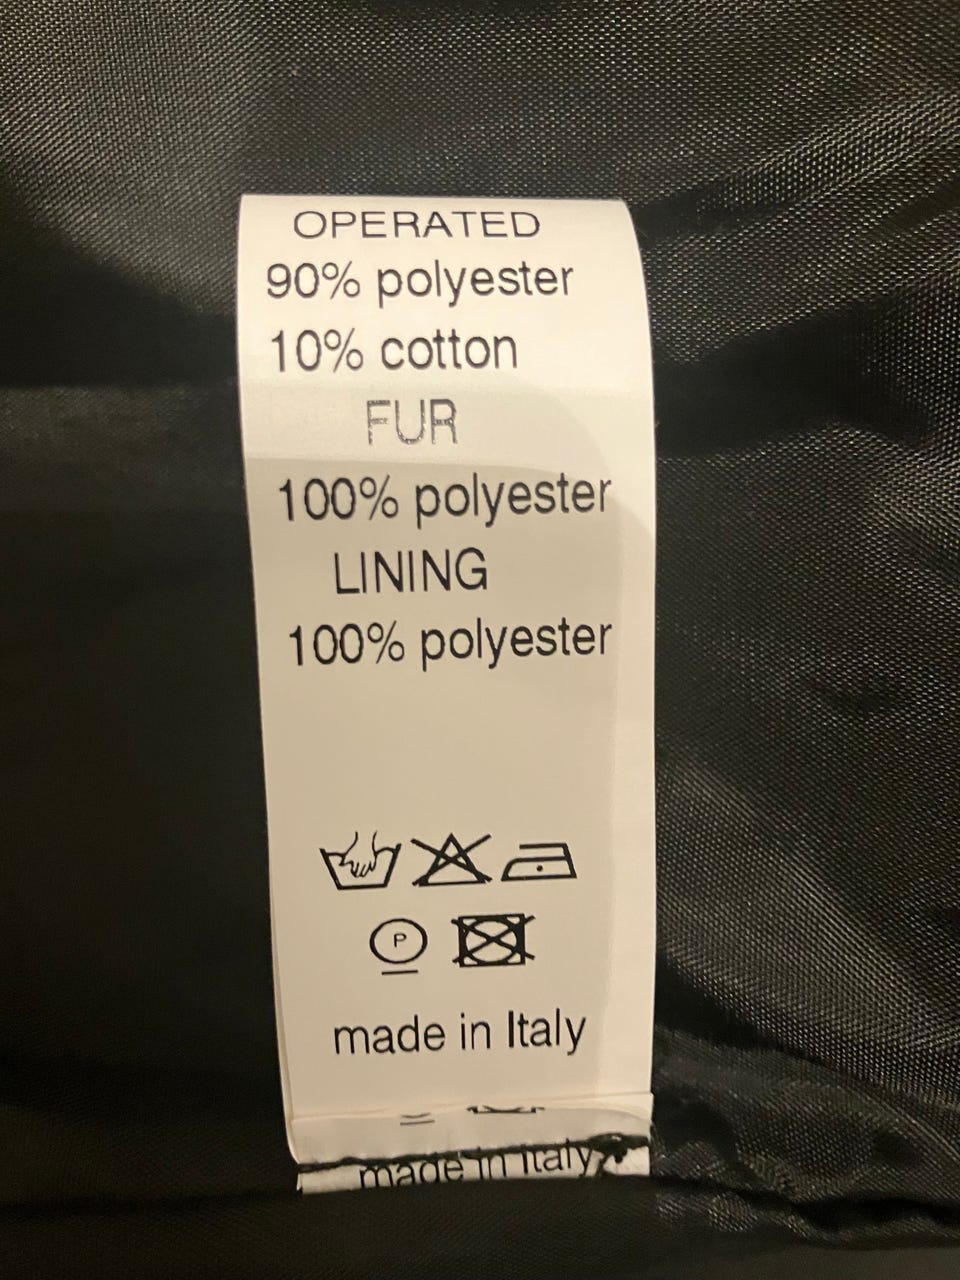 OPERATED
90% polyester
10% cotton
FUR
100% polyester
LINING
100% polyester
P
made in Italy
made in Italy